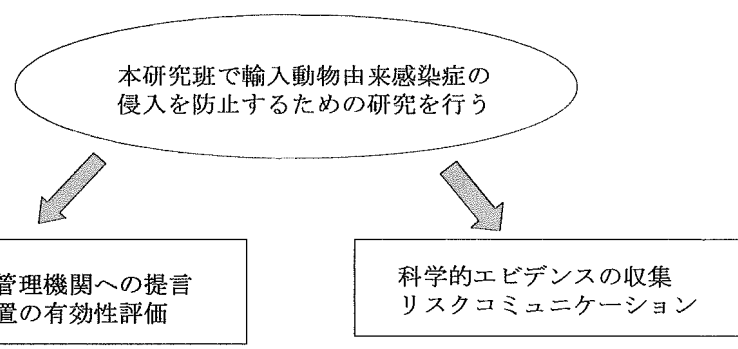 本研究班で輸入動物由来感染症の
侵入を防止するための研究を行う
管理機関への提言
置の有効性評価
科学的エビデンスの収集
リスクコミュニケーション